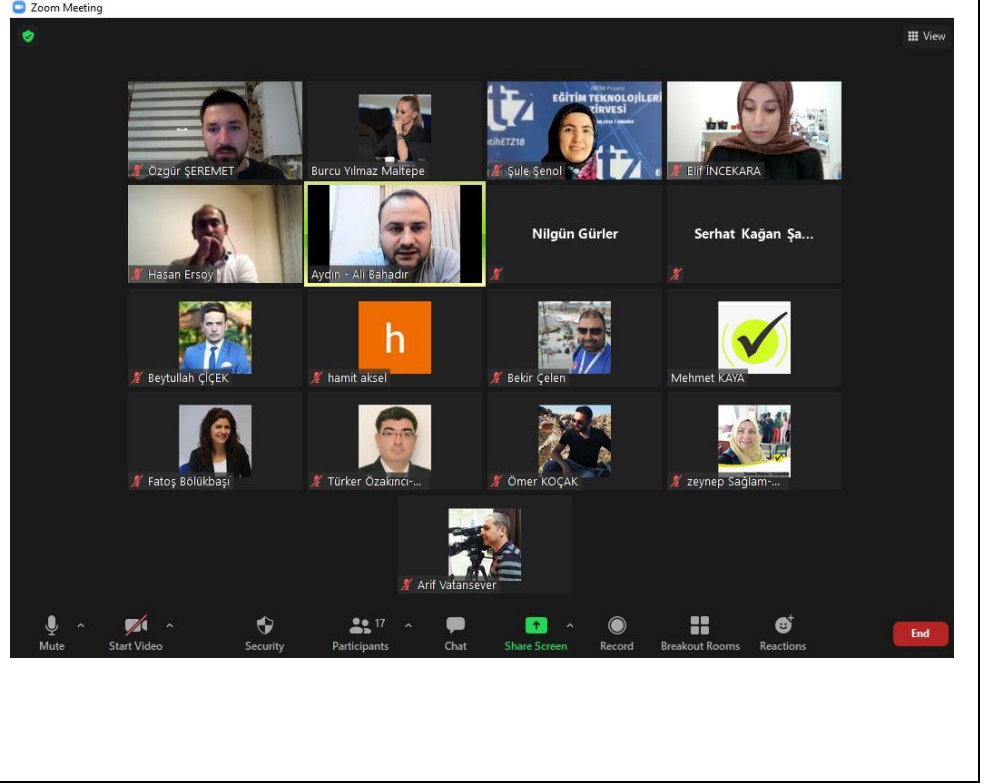 Zoom Meeting
View
EĞİTİM TEKNOLOJİLERİ
ZİRVESİ
tihETZ18
tz
Özgür ŞEREMET
Burcu Yılmaz Maltepe
Şule Şenol
Elif İNCEKARA
Hasan Ersoy
Aydın - Ali Bahadır
Nilgün Gürler
Serhat Kağan Şa...
Beytullah ÇİÇEK
h
hamit aksel
Bekir Çelen
Mehmet KAYA
Fatoş Bölükbaşı
Türker Özakıncı-...
Ömer KOÇAK
zeynep Sağlam-...
Arif Vatansever
Mute
Start Video
Security
17
Participants
Chat
Share Screen
Record
Breakout Rooms
Reactions
End